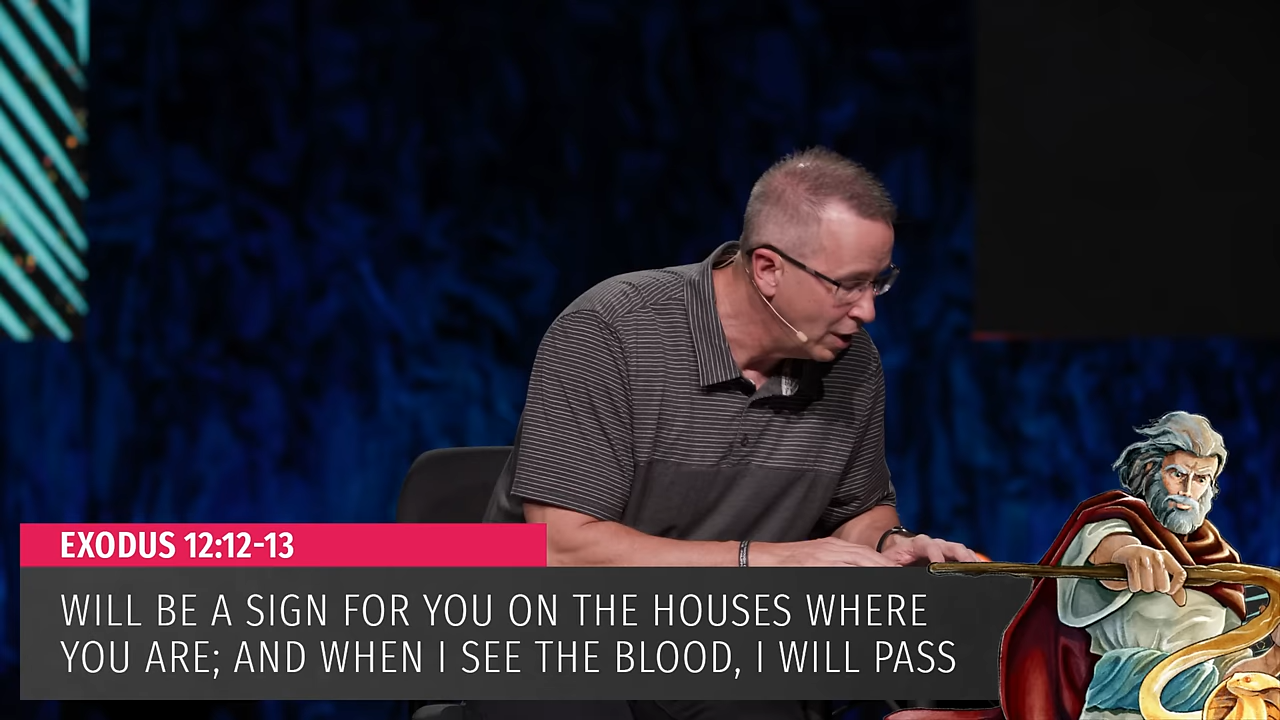 EXODUS 12:12-13
WILL BE A SIGN FOR YOU ON THE HOUSES WHERE
YOU ARE; AND WHEN I SEE THE BLOOD, I WILL PASS